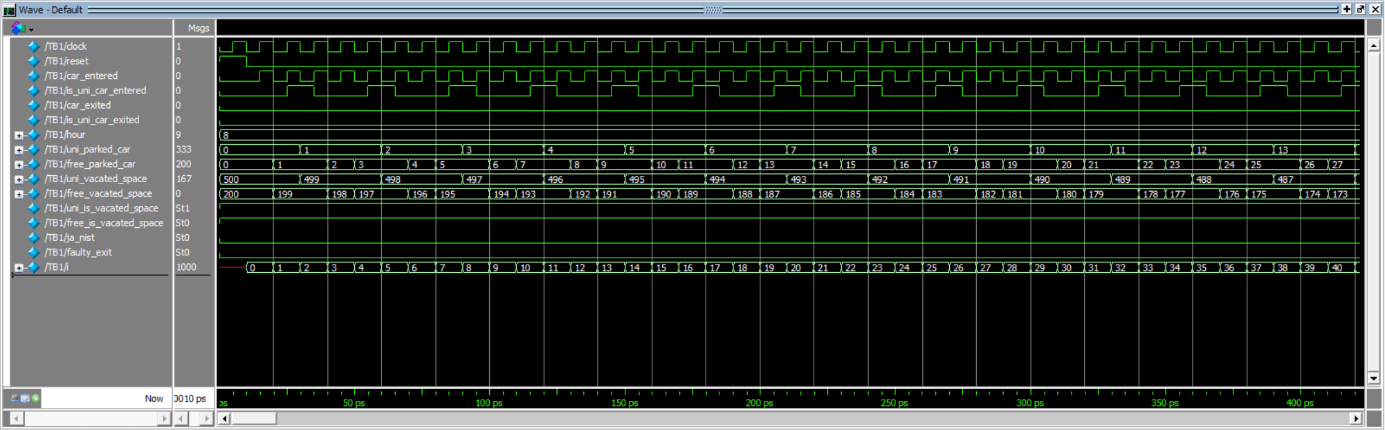 Wave - Default
Msgs
/TB1/clock 1
/TB1/reset 0
/TB1/car_entered 0
/TB1/is_uni_car_entered 0
/TB1/car_exited 0
/TB1/is_uni_car_exited 0
/TB1/hour 9 8
/TB1/uni_parked_car 333 0 1 2 3 4 5 6 7 8 9 10 11 12 13
/TB1/free_parked_car 200 0 1 2 3 4 5 6 7 8 9 10 11 12 13 14 15 16 17 18 19 20 21 22 23 24 25 26 27
/TB1/uni_vacated_space 167 500 499 498 497 496 495 494 493 492 491 490 489 488 487
/TB1/free_vacated_space 0 200 199 198 197 196 195 194 193 192 191 190 189 188 187 186 185 184 183 182 181 180 179 178 177 176 175 174 173
/TB1/uni_is_vacated_space St1
/TB1/free_is_vacated_space St0
/TB1/ja_nist St0
/TB1/faulty_exit St0
/TB1/i 1000 0 1 2 3 4 5 6 7 8 9 10 11 12 13 14 15 16 17 18 19 20 21 22 23 24 25 26 27 28 29 30 31 32 33 34 35 36 37 38 39 40
Now 0010 ps ps 50 ps 100 ps 150 ps 200 ps 250 ps 300 ps 350 ps 400 ps